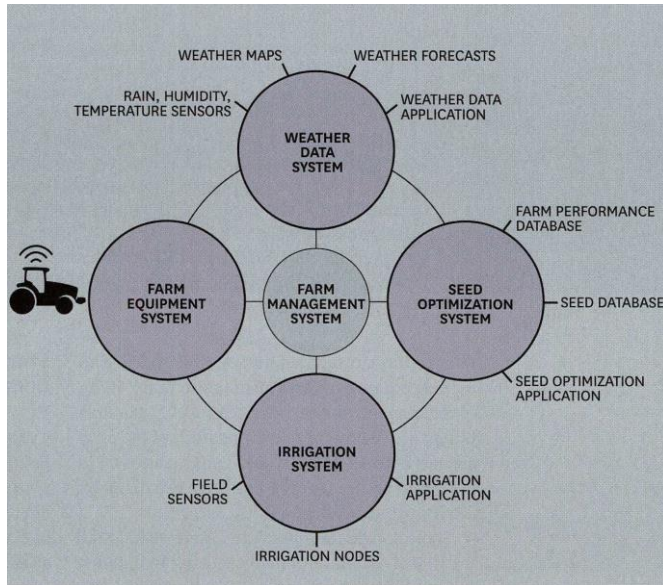 WEATHER MAPS
WEATHER FORECASTS
RAIN, HUMIDITY,
TEMPERATURE SENSORS
WEATHER DATA
APPLICATION
WEATHER
DATA
SYSTEM
FARM PERFORMANCE
DATABASE
FARM
EQUIPMENT
SYSTEM
FARM
MANAGEMENT
SYSTEM
SEED
OPTIMIZATION
SYSTEM
SEED DATABASE
SEED OPTIMIZATION
APPLICATION
IRRIGATION
SYSTEM
FIELD
SENSORS
IRRIGATION
APPLICATION
IRRIGATION NODES